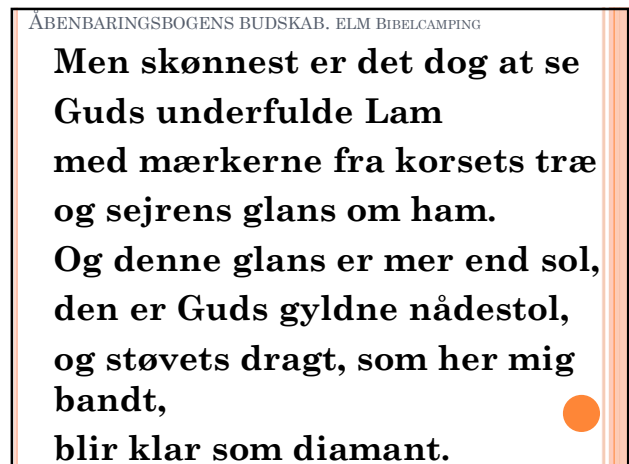 ÅBENBARINGSBOGENS BUDSKAB. ELM BIBELCAMPING
Men skønnest er det dog at se
Guds underfulde Lam
med mærkerne fra korsets træ
og sejrens glans om ham.
Og denne glans er mer end sol,
den er Guds gyldne nådestol,
og støvets dragt, som her mig
bandt,
blir klar som diamant.